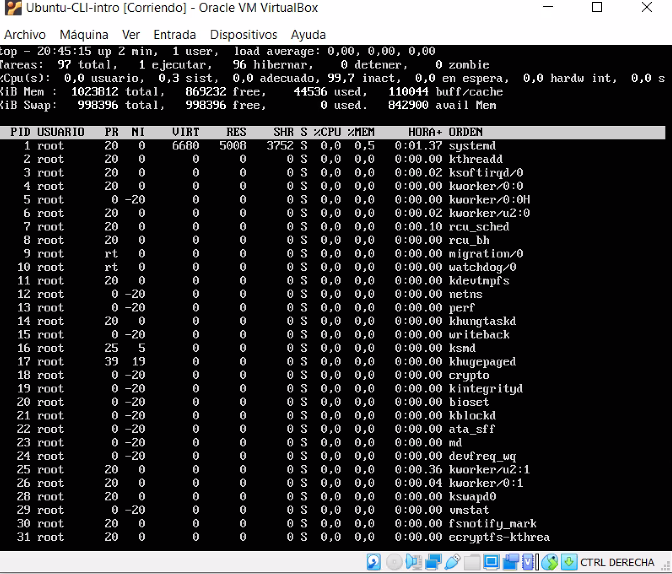 Ubuntu-CLI-intro [Corriendo] - Oracle VM VirtualBox
Archivo Máquina Ver Entrada Dispositivos Ayuda
top - 20:45:15 up 2 min, 1 user, load average: 0,00, 0,00, 0,00
Tareas: 97 total, 1 ejecutar, 96 hibernar, 0 detener, 0 zombie
%Cpu(s): 0,0 usuario, 0,3 sist, 0,0 adecuado, 99,7 inact, 0,0 en espera, 0,0 hardw int, 0,0 s
KiB Mem : 1023812 total, 869232 free, 44536 used, 110044 buff/cache
KiB Swap: 998396 total, 998396 free, 0 used. 842900 avail Mem
PID USUARIO PR NI VIRT RES SHR S %CPU %MEM HORA+ ORDEN
1 root 20 0 6680 5008 3752 S 0,0 0,5 0:01.37 systemd
2 root 20 0 0 0 0 S 0,0 0,0 0:00.00 kthreadd
3 root 20 0 0 0 0 S 0,0 0,0 0:00.02 ksoftirqd/0
4 root 20 0 0 0 0 S 0,0 0,0 0:00.00 kworker/0:0
5 root 0 -20 0 0 0 S 0,0 0,0 0:00.00 kworker/0:0H
6 root 20 0 0 0 0 S 0,0 0,0 0:00.02 kworker/u2:0
7 root 20 0 0 0 0 S 0,0 0,0 0:00.10 rcu_sched
8 root 20 0 0 0 0 S 0,0 0,0 0:00.00 rcu_bh
9 root rt 0 0 0 0 S 0,0 0,0 0:00.00 migration/0
10 root rt 0 0 0 0 S 0,0 0,0 0:00.00 watchdog/0
11 root 20 0 0 0 0 S 0,0 0,0 0:00.00 kdevtmpfs
12 root 0 -20 0 0 0 S 0,0 0,0 0:00.00 netns
13 root 0 -20 0 0 0 S 0,0 0,0 0:00.00 perf
14 root 20 0 0 0 0 S 0,0 0,0 0:00.00 khungtaskd
15 root 0 -20 0 0 0 S 0,0 0,0 0:00.00 writeback
16 root 25 5 0 0 0 S 0,0 0,0 0:00.00 ksmd
17 root 39 19 0 0 0 S 0,0 0,0 0:00.00 khugepaged
18 root 0 -20 0 0 0 S 0,0 0,0 0:00.00 crypto
19 root 0 -20 0 0 0 S 0,0 0,0 0:00.00 kintegrityd
20 root 0 -20 0 0 0 S 0,0 0,0 0:00.00 bioset
21 root 0 -20 0 0 0 S 0,0 0,0 0:00.00 kblockd
22 root 0 -20 0 0 0 S 0,0 0,0 0:00.00 ata_sff
23 root 0 -20 0 0 0 S 0,0 0,0 0:00.00 md
24 root 0 -20 0 0 0 S 0,0 0,0 0:00.00 devfreq_wq
25 root 20 0 0 0 0 S 0,0 0,0 0:00.36 kworker/u2:1
26 root 20 0 0 0 0 S 0,0 0,0 0:00.04 kworker/0:1
28 root 20 0 0 0 0 S 0,0 0,0 0:00.00 kswapd0
29 root 0 -20 0 0 0 S 0,0 0,0 0:00.00 vmstat
30 root 20 0 0 0 0 S 0,0 0,0 0:00.00 fsnotify_mark
31 root 20 0 0 0 0 S 0,0 0,0 0:00.00 ecryptfs-kthrea
CTRL DERECHA